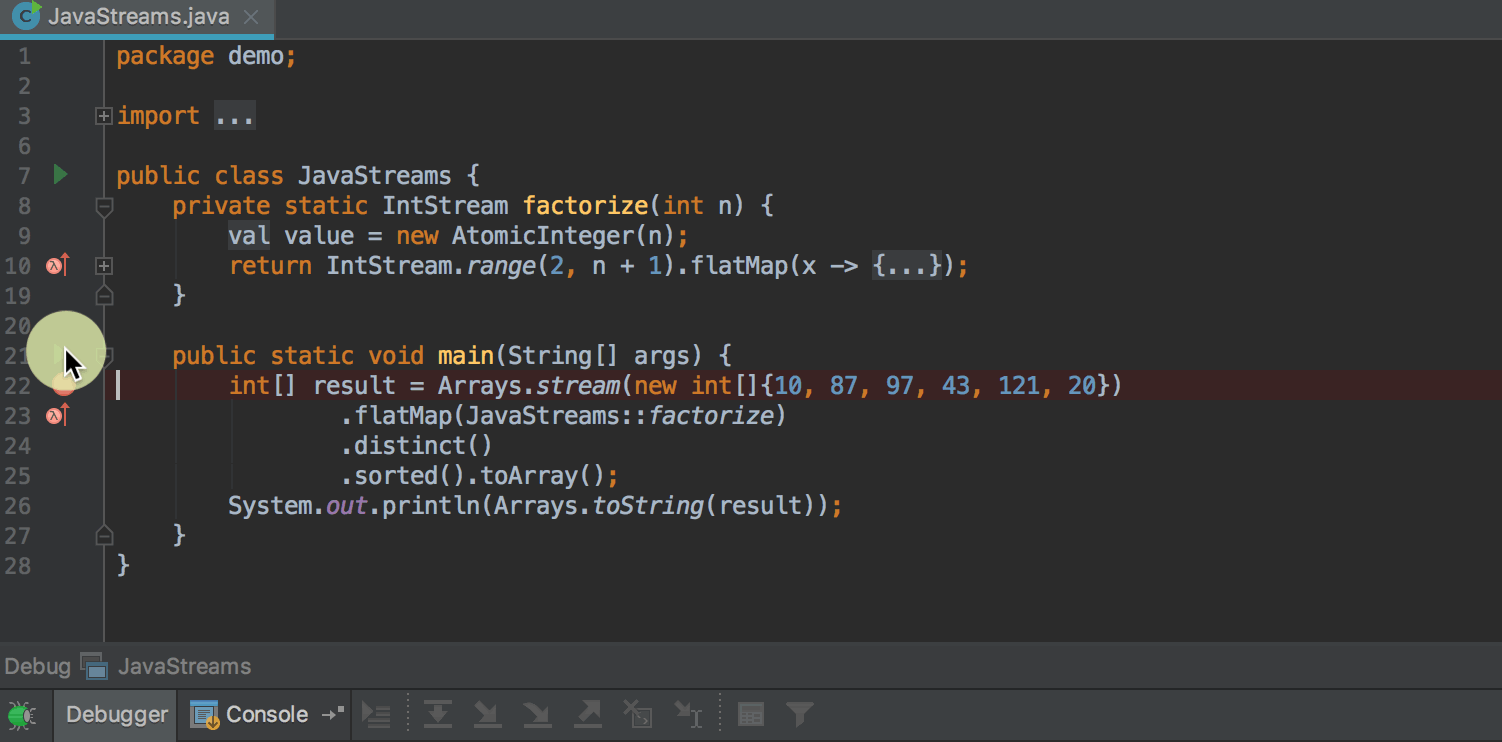 C JavaStreams.java
1 package demo;
2
3 import ...
6
7 public class JavaStreams {
8 private static IntStream factorize(int n) {
9 val value = new AtomicInteger(n);
10 return IntStream.range(2, n + 1).flatMap(x -> {...});
19 }
20
21 public static void main(String[] args) {
22 int[] result = Arrays.stream(new int[]{10, 87, 97, 43, 121, 20})
23 .flatMap(JavaStreams::factorize)
24 .distinct()
25 .sorted().toArray();
26 System.out.println(Arrays.toString(result));
27 }
28 }
Debug JavaStreams
Debugger Console